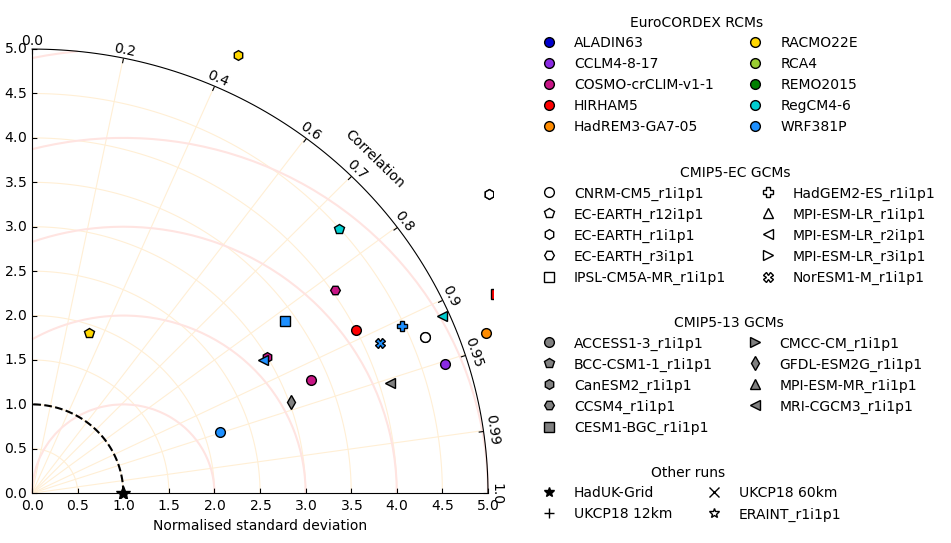 EuroCORDEX RCMs
ALADIN63
CCLM4-8-17
COSMO-crCLIM-v1-1
HIRHAM5
HadREM3-GA7-05
RACMO22E
RCA4
REMO2015
RegCM4-6
WRF381P
CMIP5-EC GCMs
CNRM-CM5_r1i1p1
EC-EARTH_r12i1p1
EC-EARTH_r1i1p1
EC-EARTH_r3i1p1
IPSL-CM5A-MR_r1i1p1
HadGEM2-ES_r1i1p1
MPI-ESM-LR_r1i1p1
MPI-ESM-LR_r2i1p1
MPI-ESM-LR_r3i1p1
NorESM1-M_r1i1p1
CMIP5-13 GCMs
ACCESS1-3_r1i1p1
BCC-CSM1-1_r1i1p1
CanESM2_r1i1p1
CCSM4_r1i1p1
CESM1-BGC_r1i1p1
CMCC-CM_r1i1p1
GFDL-ESM2G_r1i1p1
MPI-ESM-MR_r1i1p1
MRI-CGCM3_r1i1p1
Other runs
HadUK-Grid
UKCP18 12km
UKCP18 60km
ERAINT_r1i1p1
5.0
4.5
4.0
3.5
3.0
2.5
2.0
1.5
1.0
0.5
0.0
0.0 0.5 1.0 1.5 2.0 2.5 3.0 3.5 4.0 4.5 5.0
Normalised standard deviation
0.0
0.2
0.4
0.6
Correlation
0.7
0.8
0.9
0.95
0.99
1.0